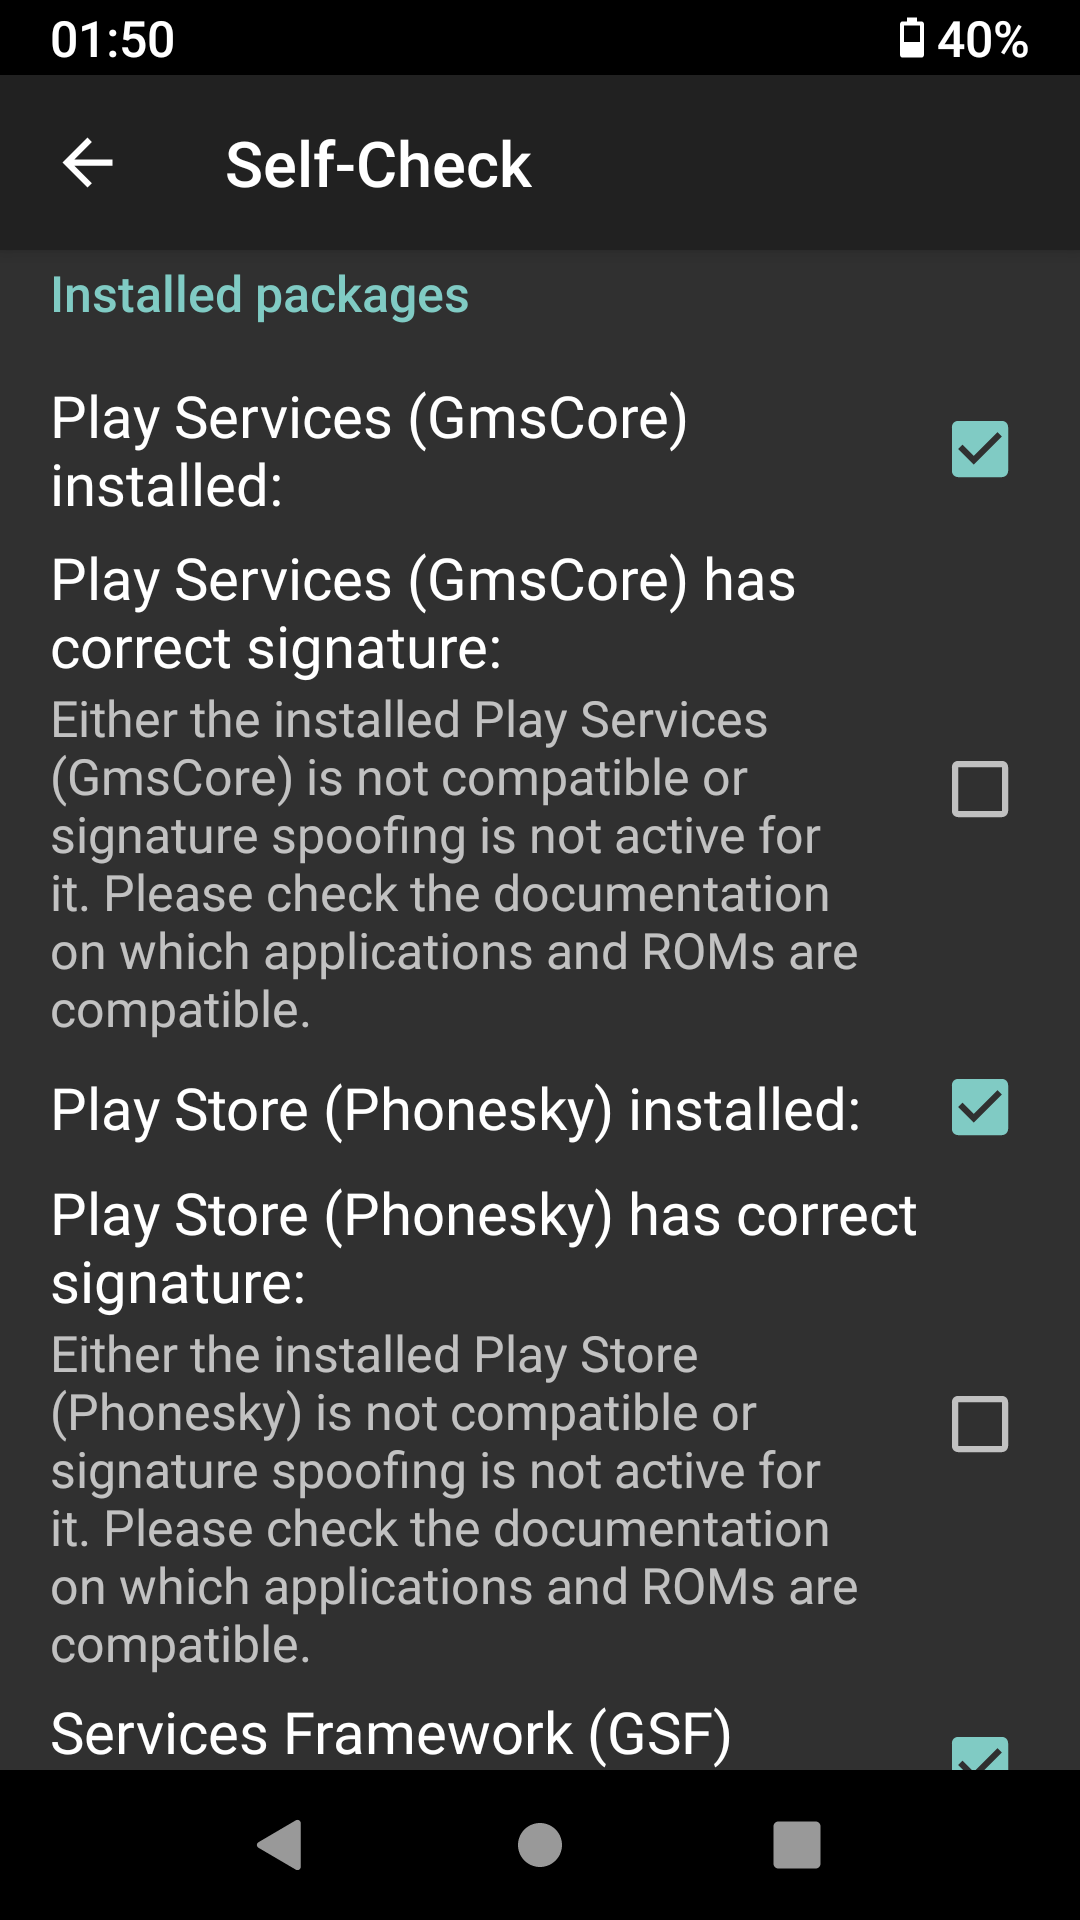 01:50
40%
Self-Check
Installed packages
Play Services (GmsCore)
installed:
Play Services (GmsCore) has
correct signature:
Either the installed Play Services
(GmsCore) is not compatible or
signature spoofing is not active for
it. Please check the documentation
on which applications and ROMs are
compatible.
Play Store (Phonesky) installed:
Play Store (Phonesky) has correct
signature:
Either the installed Play Store
(Phonesky) is not compatible or
signature spoofing is not active for
it. Please check the documentation
on which applications and ROMs are
compatible.
Services Framework (GSF)